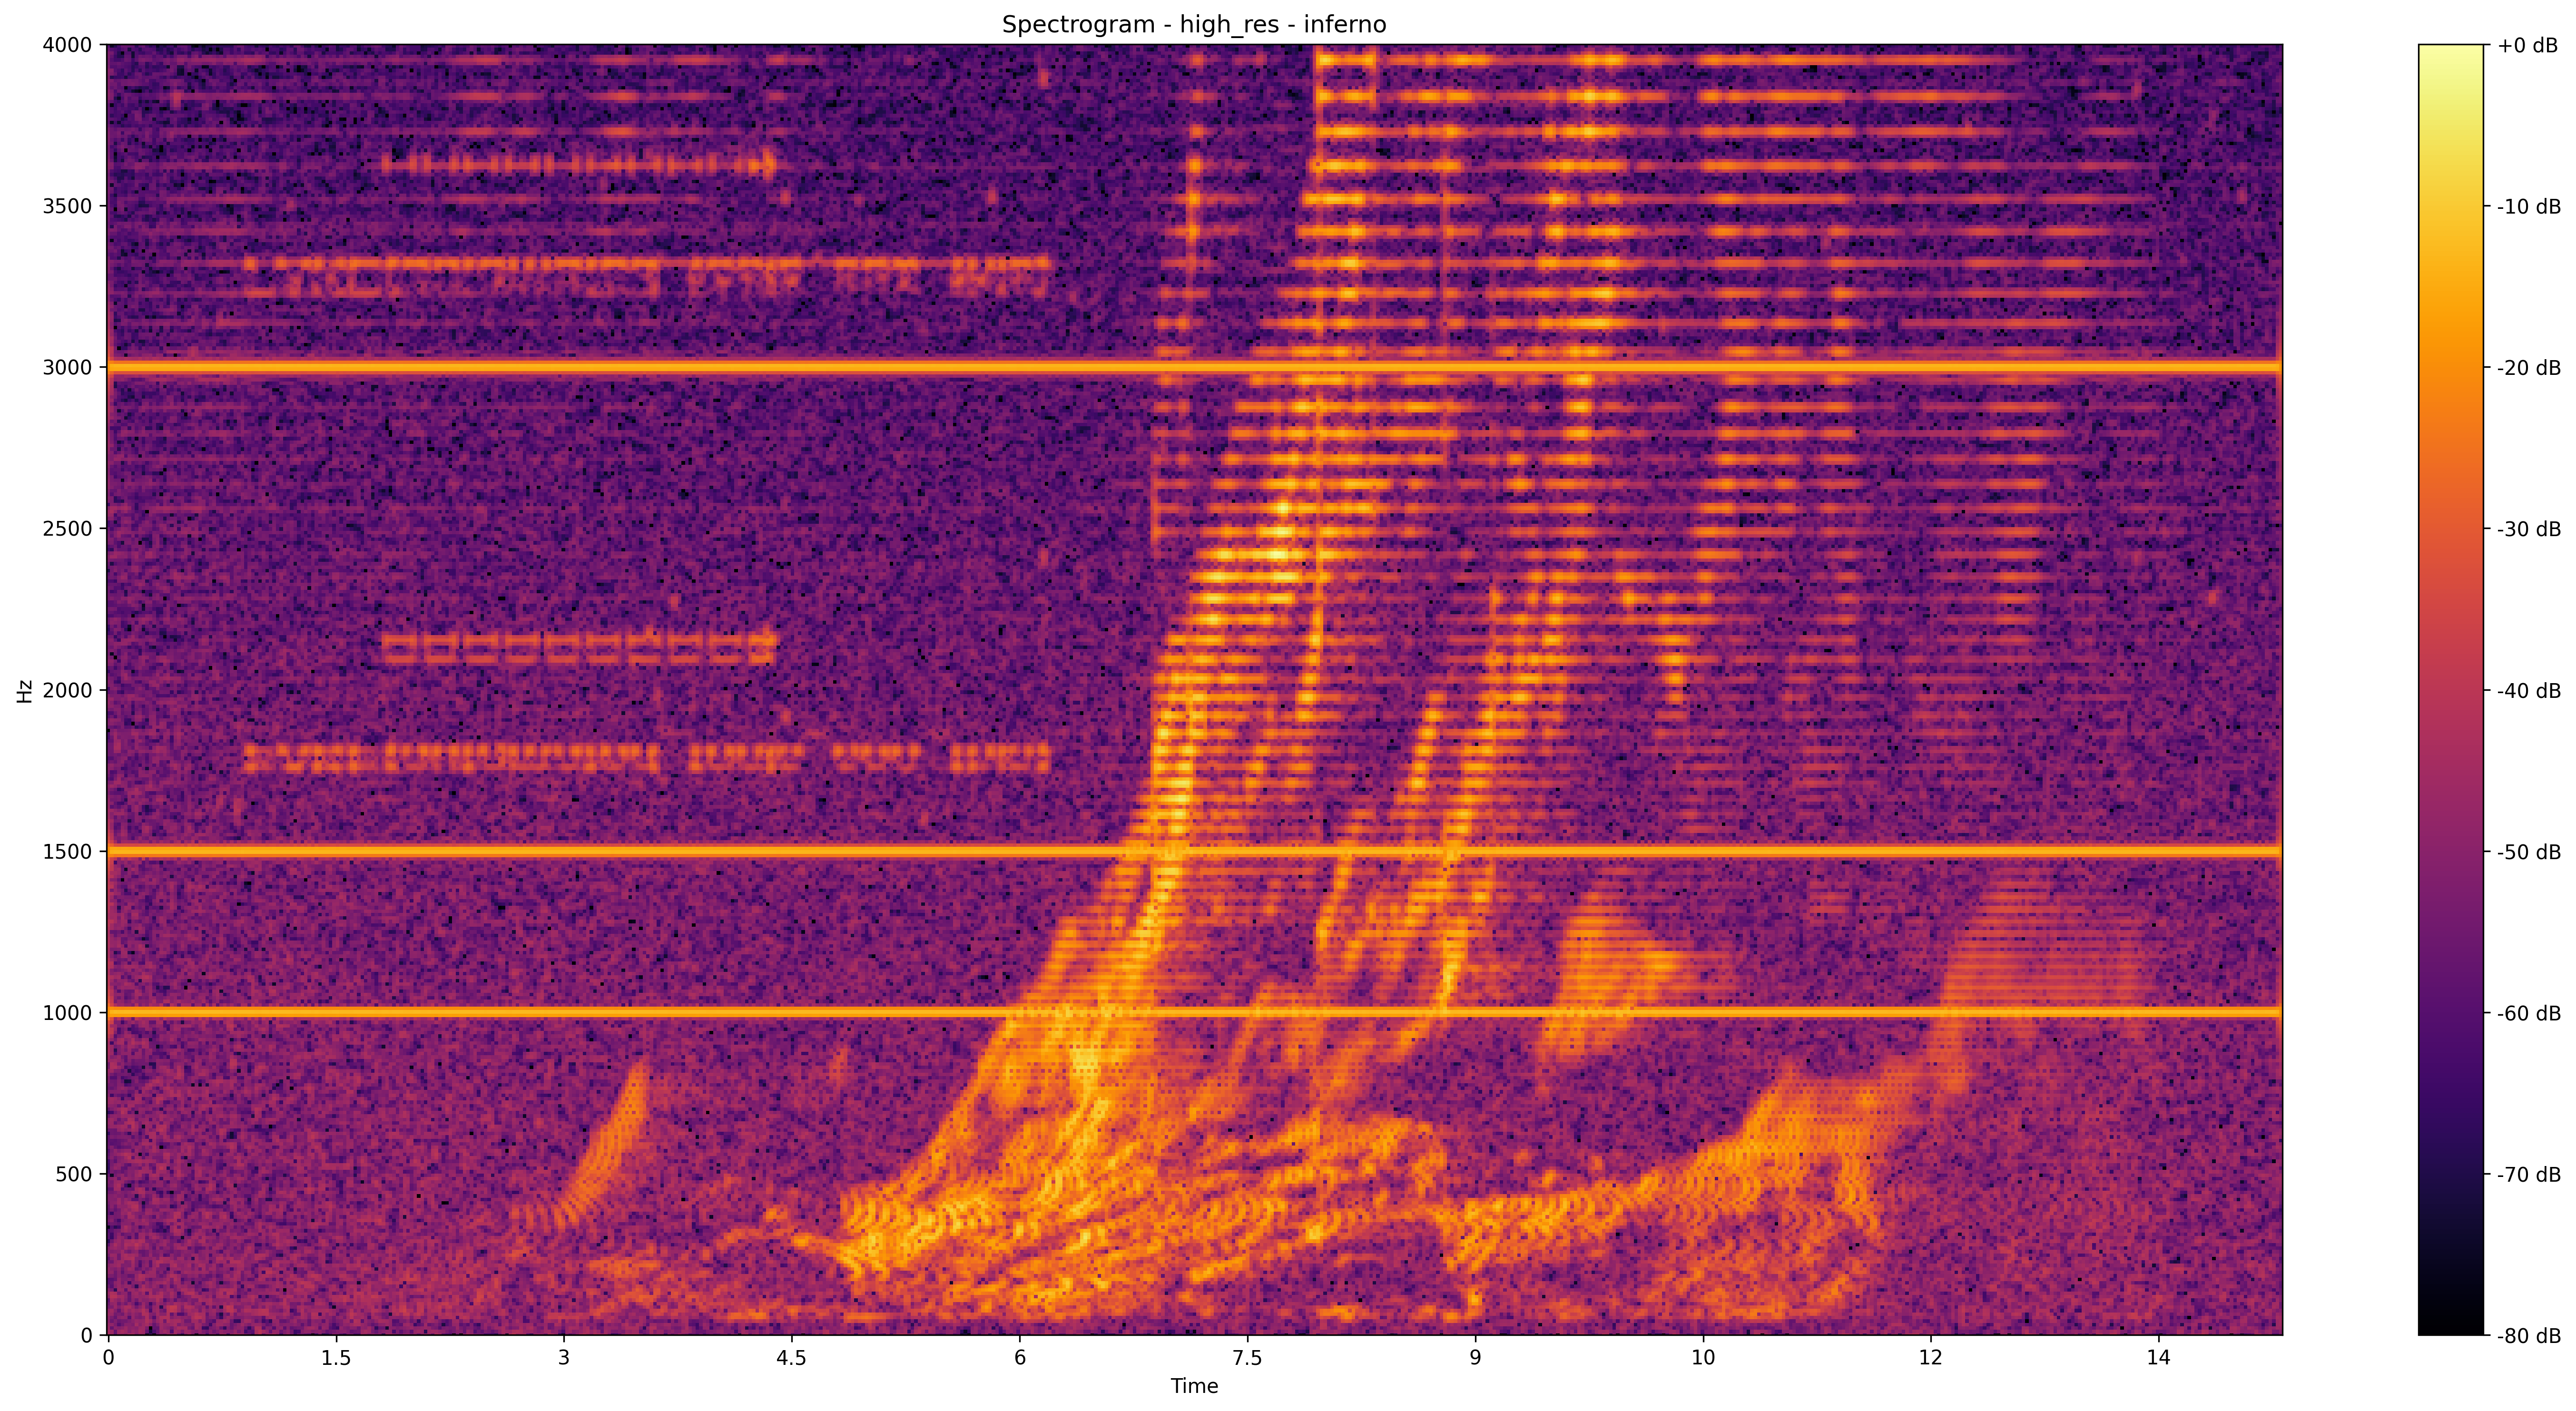 Spectrogram - high_res - inferno
4000
3500
3000
2500
2000
1500
1000
500
0
Hz
0
1.5
3
4.5
6
7.5
9
10
12
14
Time
+0 dB
-10 dB
-20 dB
-30 dB
-40 dB
-50 dB
-60 dB
-70 dB
-80 dB